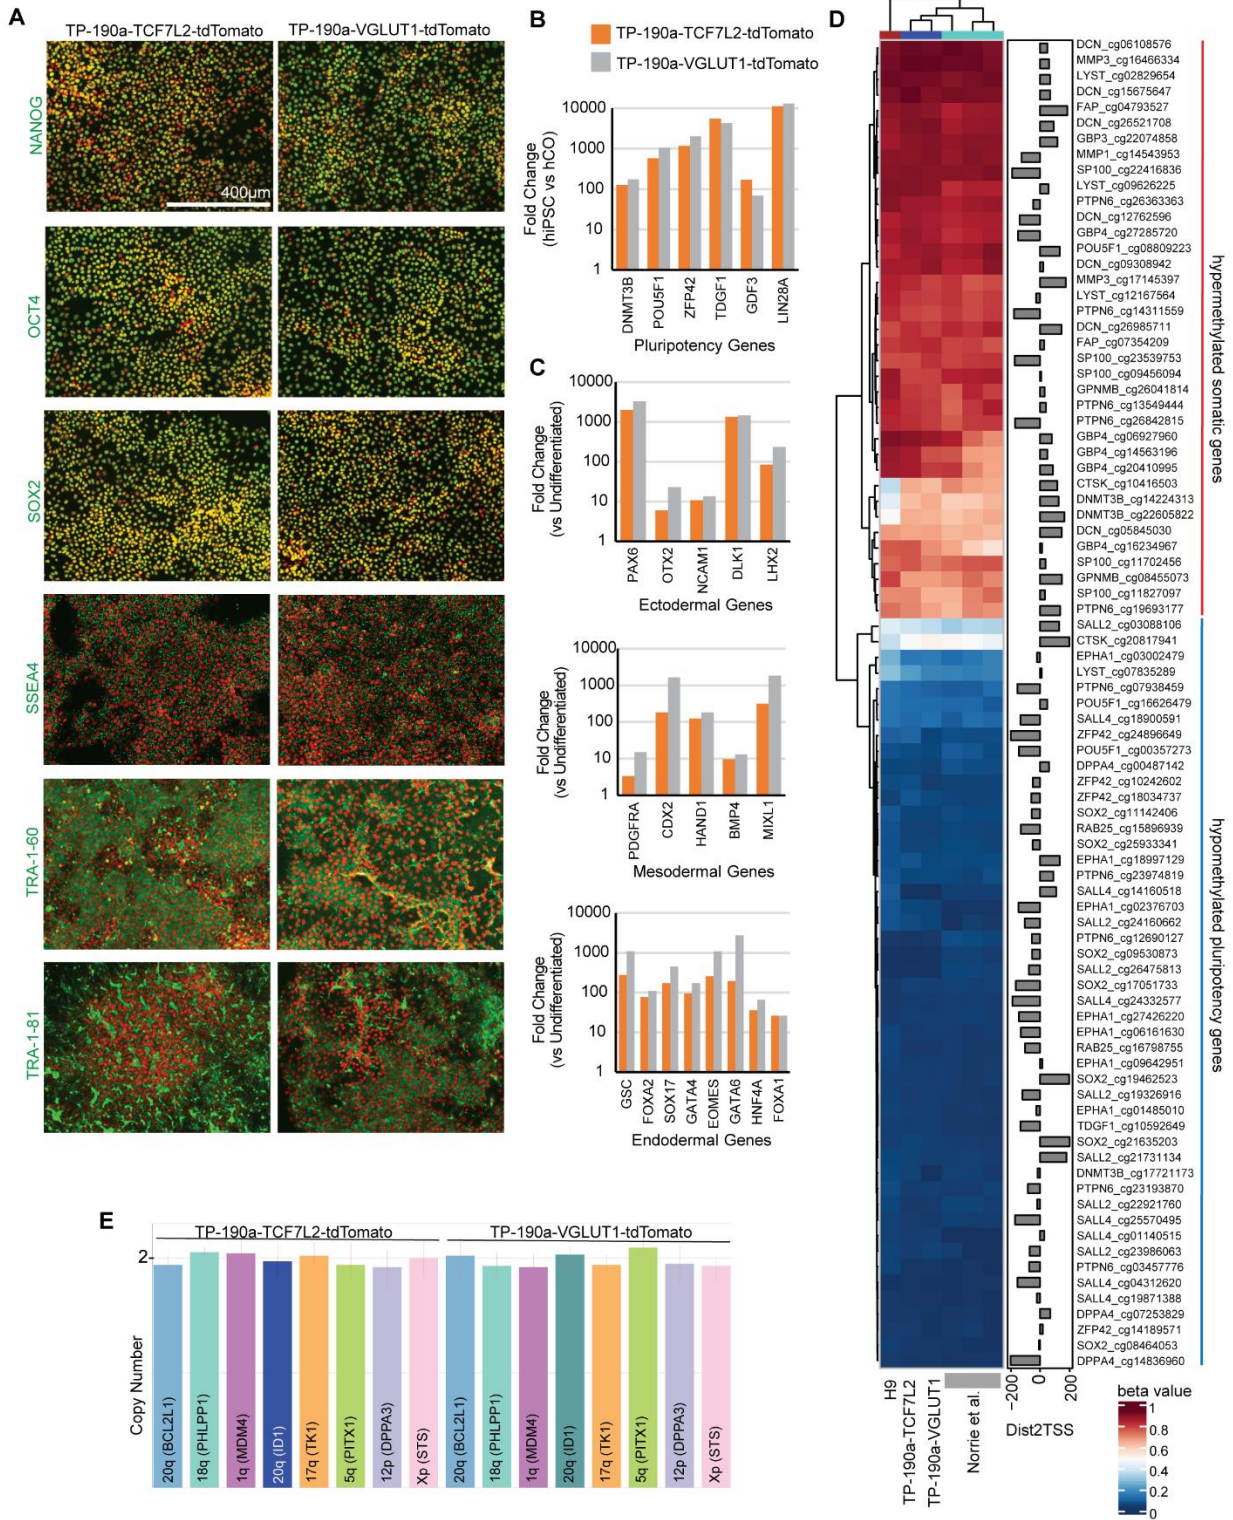 A
TP-190a-TCF7L2-tdTomato
TP-190a-VGLUT1-tdTomato
NANOG
400µm
OCT4
SOX2
SSEA4
TRA-1-60
TRA-1-81
B
TP-190a-TCF7L2-tdTomato
TP-190a-VGLUT1-tdTomato
Fold Change
(hiPSC vs hCO)
10000
1000
100
10
1
DNMT3B
POU5F1
ZFP42
TDGF1
GDF3
LIN28A
Pluripotency Genes
C
Fold Change
(vs Undifferentiated)
10000
1000
100
10
1
PAX6
OTX2
NCAM1
DLK1
LHX2
Ectodermal Genes
Fold Change
(vs Undifferentiated)
10000
1000
100
10
1
PDGFRA
CDX2
HAND1
BMP4
MIXL1
Mesodermal Genes
Fold Change
(vs Undifferentiated)
10000
1000
100
10
1
GSC
FOXA2
SOX17
GATA4
EOMES
GATA6
HNF4A
FOXA1
Endodermal Genes
D
DCN_cg06108576
MMP3_cg16466334
LYST_cg02829654
DCN_cg15675647
FAP_cg04793527
DCN_cg26521708
GBP3_cg22074858
MMP1_cg14543953
SP100_cg22416836
LYST_cg09626225
PTPN6_cg26363363
DCN_cg12762596
GBP4_cg27285720
POU5F1_cg08809223
DCN_cg09308942
MMP3_cg17145397
LYST_cg12167564
PTPN6_cg14311559
DCN_cg26985711
FAP_cg07354209
SP100_cg23539753
SP100_cg09456094
GPNMB_cg26041814
PTPN6_cg13549444
PTPN6_cg26842815
GBP4_cg06927960
GBP4_cg14563196
GBP4_cg20410995
CTSK_cg10416503
DNMT3B_cg14224313
DNMT3B_cg22605822
DCN_cg05845030
GBP4_cg16234967
SP100_cg11702456
GPNMB_cg08455073
SP100_cg11827097
PTPN6_cg19693177
SALL2_cg03088106
CTSK_cg20817941
EPHA1_cg03002479
LYST_cg07835289
PTPN6_cg07938459
POU5F1_cg16626479
SALL4_cg18900591
ZFP42_cg24896649
POU5F1_cg00357273
DPPA4_cg00487142
ZFP42_cg10242602
ZFP42_cg18034737
SOX2_cg11142406
RAB25_cg15896939
SOX2_cg25933341
EPHA1_cg18997129
PTPN6_cg23974819
SALL4_cg14160518
EPHA1_cg02376703
SALL2_cg24160662
PTPN6_cg12690127
SOX2_cg09530873
SALL2_cg26475813
SOX2_cg17051733
SALL4_cg24332577
EPHA1_cg27426220
EPHA1_cg06161630
RAB25_cg16798755
EPHA1_cg09642951
SOX2_cg19462523
SALL2_cg19326916
EPHA1_cg01485010
TDGF1_cg10592649
SOX2_cg21635203
SALL2_cg21731134
DNMT3B_cg17721173
PTPN6_cg23193870
SALL2_cg22921760
SALL4_cg25570495
SALL4_cg01140515
SALL2_cg23986063
PTPN6_cg03457776
SALL4_cg04312620
SALL4_cg19871388
DPPA4_cg07253829
ZFP42_cg14189571
SOX2_cg08464053
DPPA4_cg14836960
hypermethylated somatic genes
hypomethylated pluripotency genes
H9
TP-190a-TCF7L2
TP-190a-VGLUT1
Norrie et al.
-200
0
200
Dist2TSS
beta value
1
0.8
0.6
0.4
0.2
0
E
TP-190a-TCF7L2-tdTomato
TP-190a-VGLUT1-tdTomato
2
Copy Number
20q (BCL2L1)
18q (PHLPP1)
1q (MDM4)
20q (ID1)
17q (TK1)
5q (PITX1)
12p (DPPA3)
Xp (STS)
20q (BCL2L1)
18q (PHLPP1)
1q (MDM4)
20q (ID1)
17q (TK1)
5q (PITX1)
12p (DPPA3)
Xp (STS)